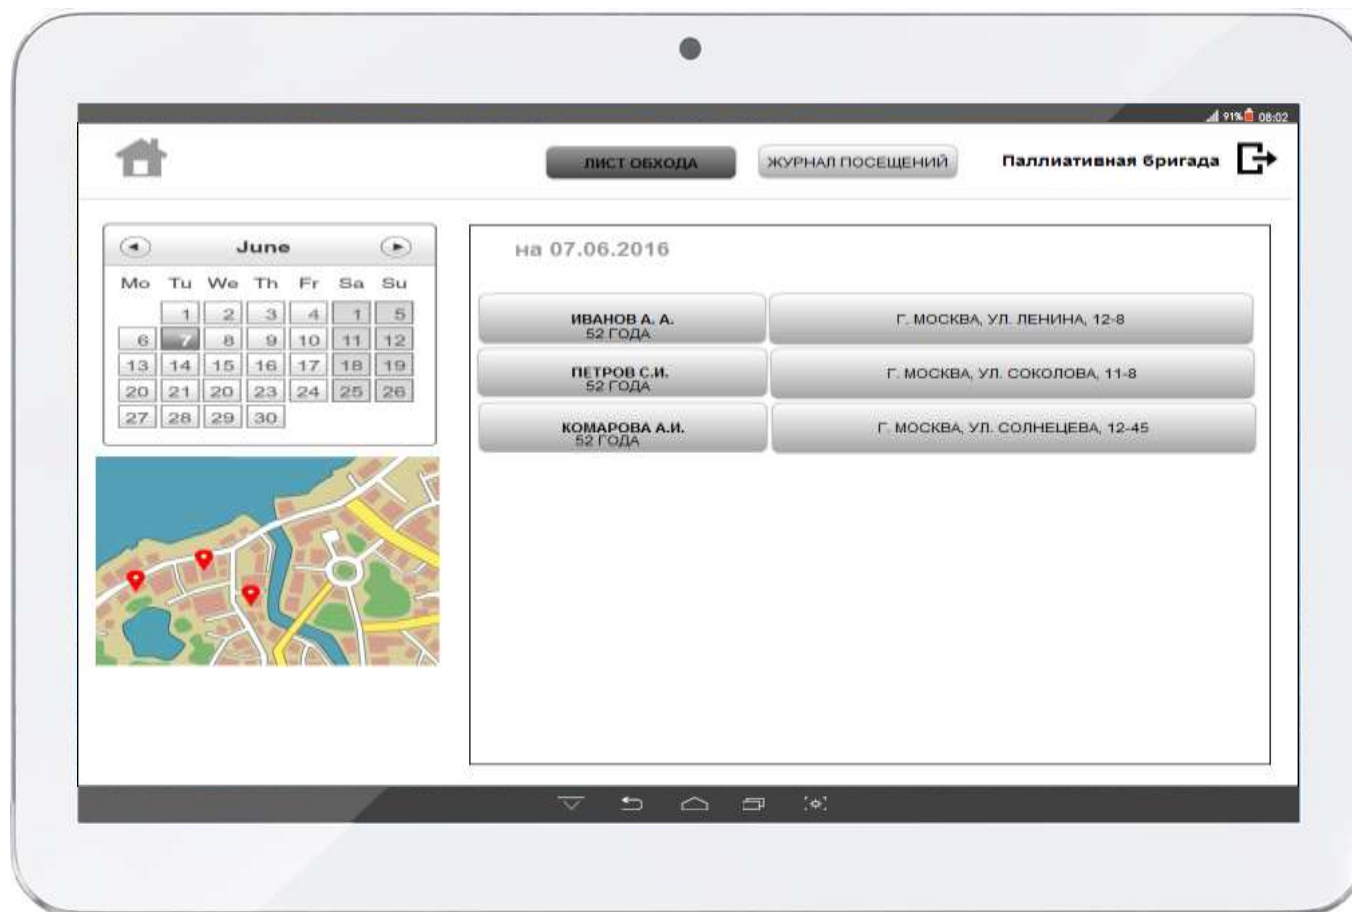 91% 08:02
ЛИСТ ОБХОДА
ЖУРНАЛ ПОСЕЩЕНИЙ
Паллиативная бригада
June
Mo Tu We Th Fr Sa Su
1 2 3 4 1 5
6 7 8 9 10 11 12
13 14 15 16 17 18 19
20 21 20 23 24 25 26
27 28 29 30
на 07.06.2016
ИВАНОВ А. А.
52 ГОДА
Г. МОСКВА, УЛ. ЛЕНИНА, 12-8
ПЕТРОВ С.И.
52 ГОДА
Г. МОСКВА, УЛ. СОКОЛОВА, 11-8
КОМАРОВА А.И.
52 ГОДА
Г. МОСКВА, УЛ. СОЛНЕЦЕВА, 12-45